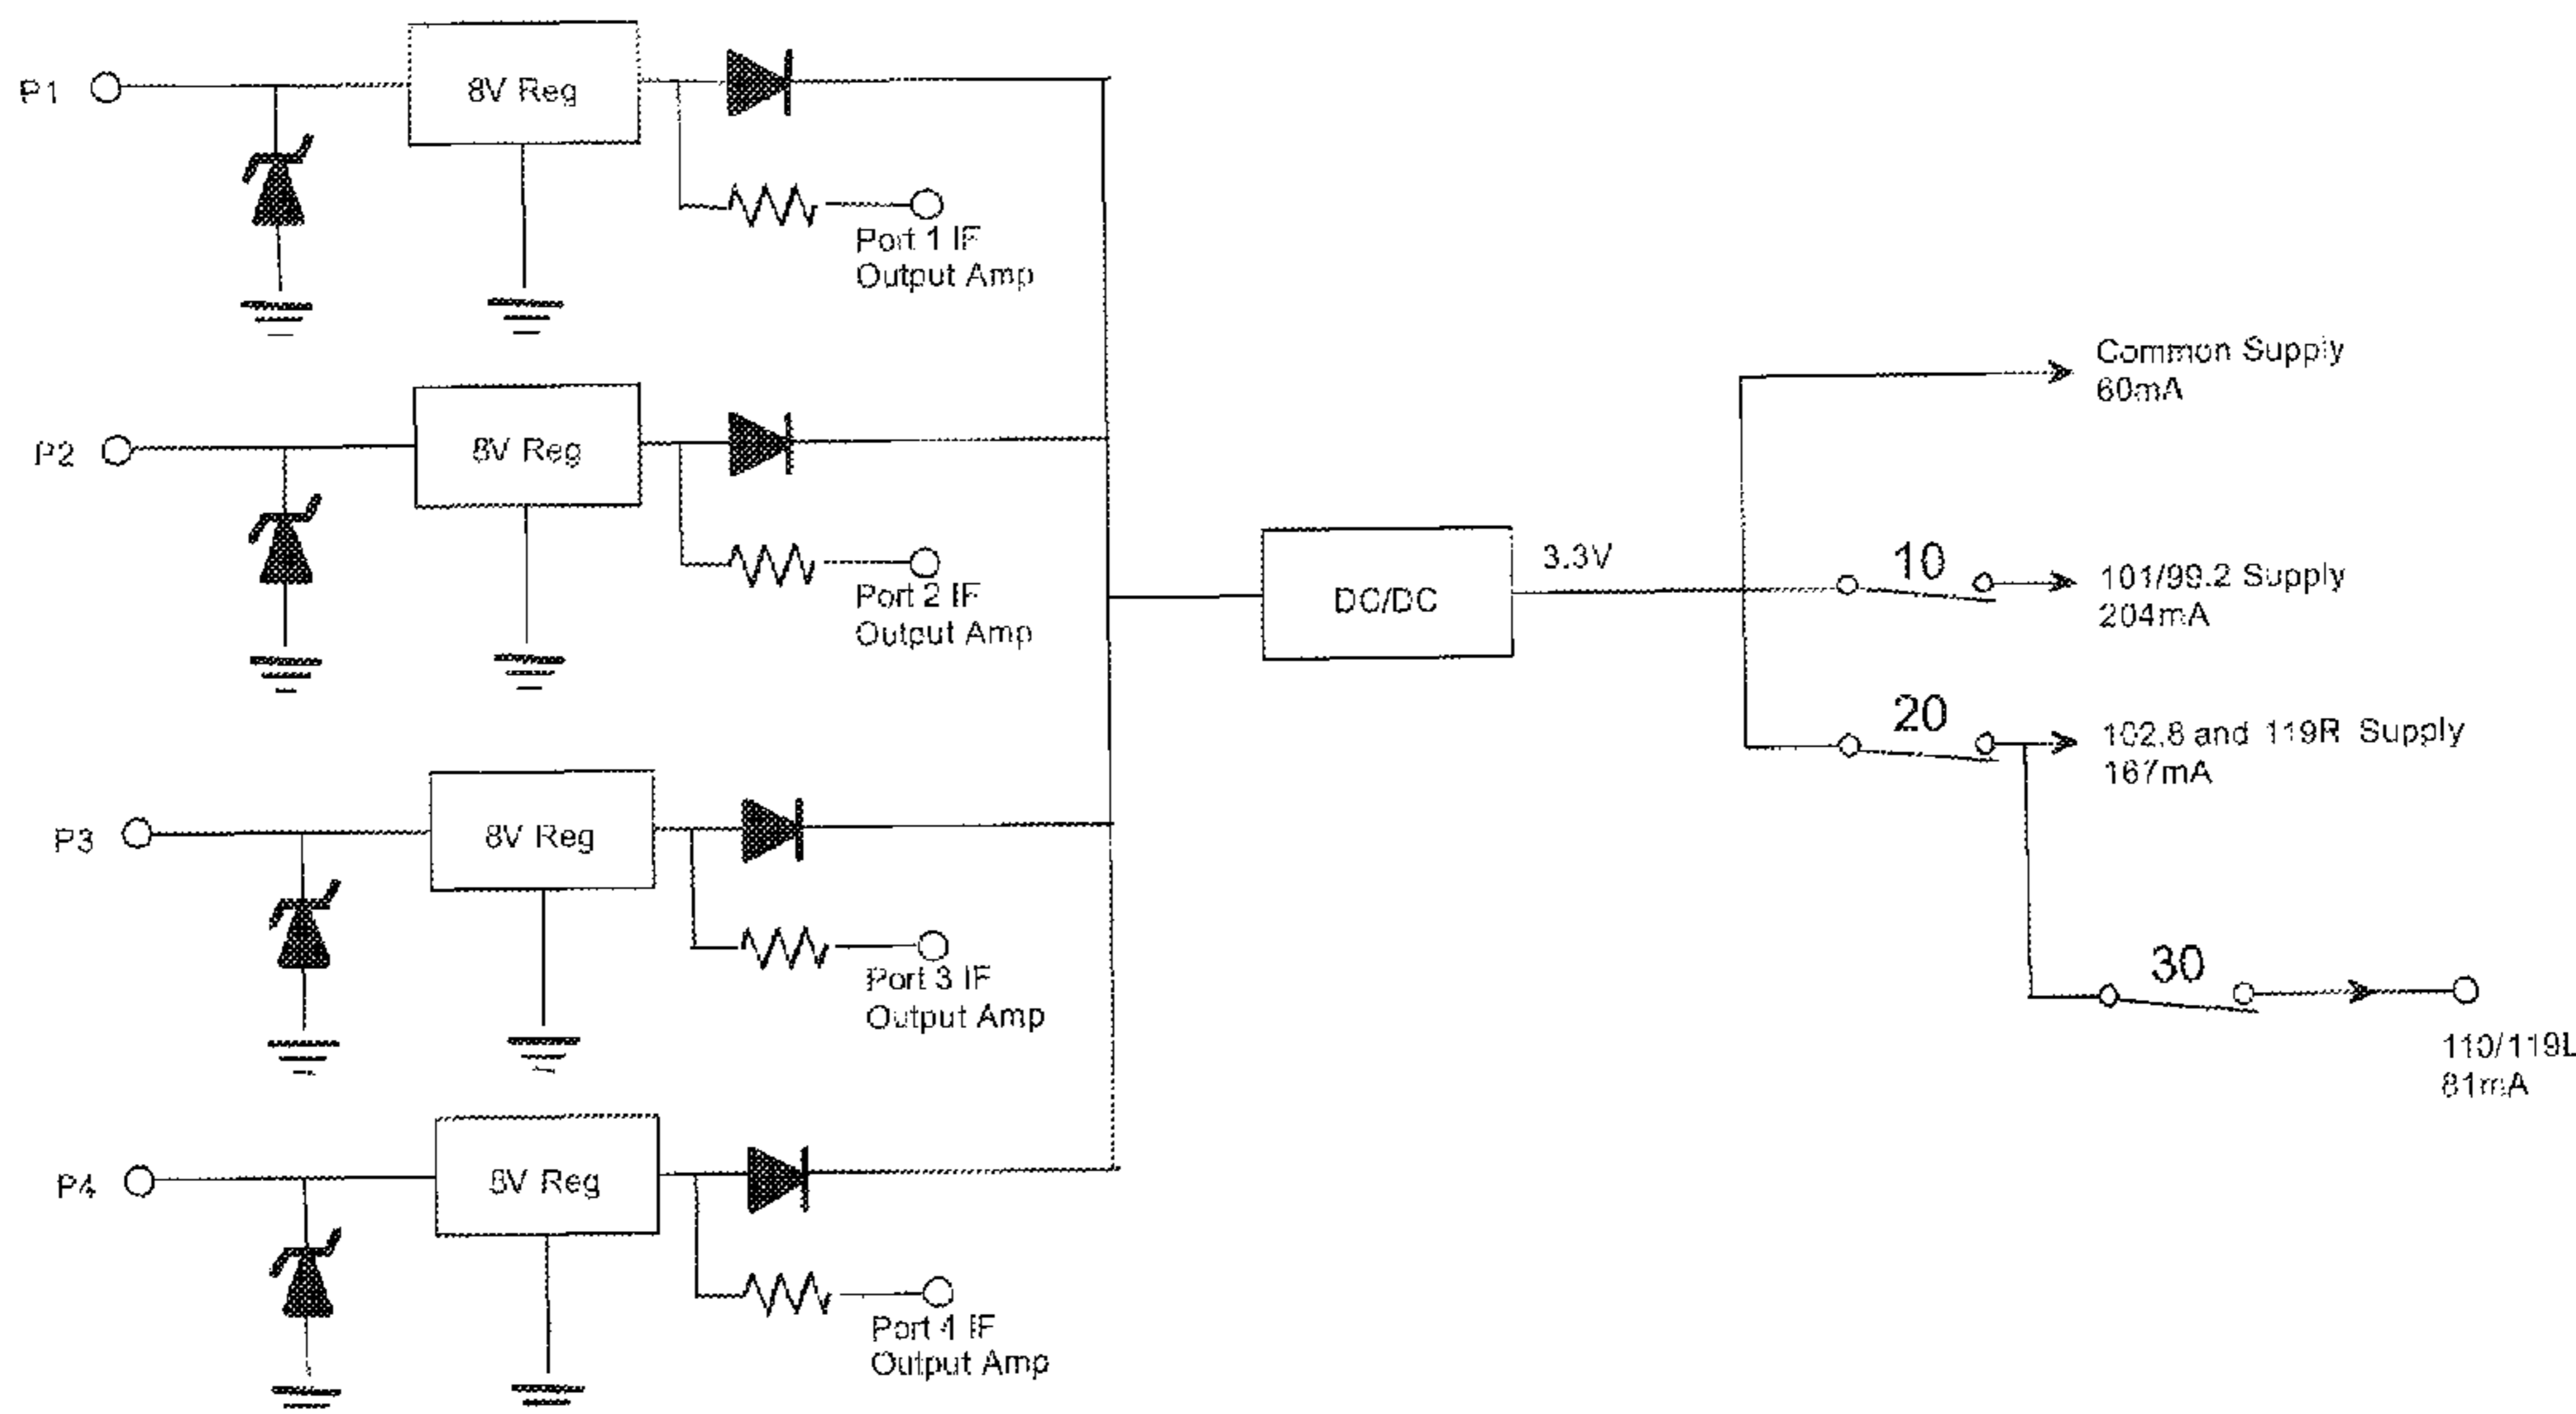 P1
8V Reg
Port 1 IF
Output Amp
P2
8V Reg
Port 2 IF
Output Amp
P3
8V Reg
Port 3 IF
Output Amp
P4
8V Reg
Port 4 IF
Output Amp
DC/DC
3.3V
Common Supply
60mA
10
101/99.2 Supply
204mA
20
102.8 and 119R Supply
167mA
30
110/119L
81mA